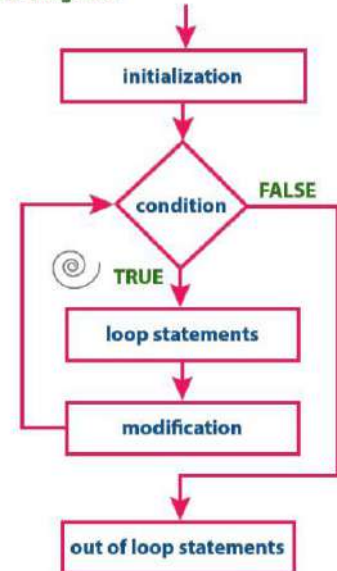 initialization
condition
FALSE
TRUE
loop statements
modification
out of loop statements